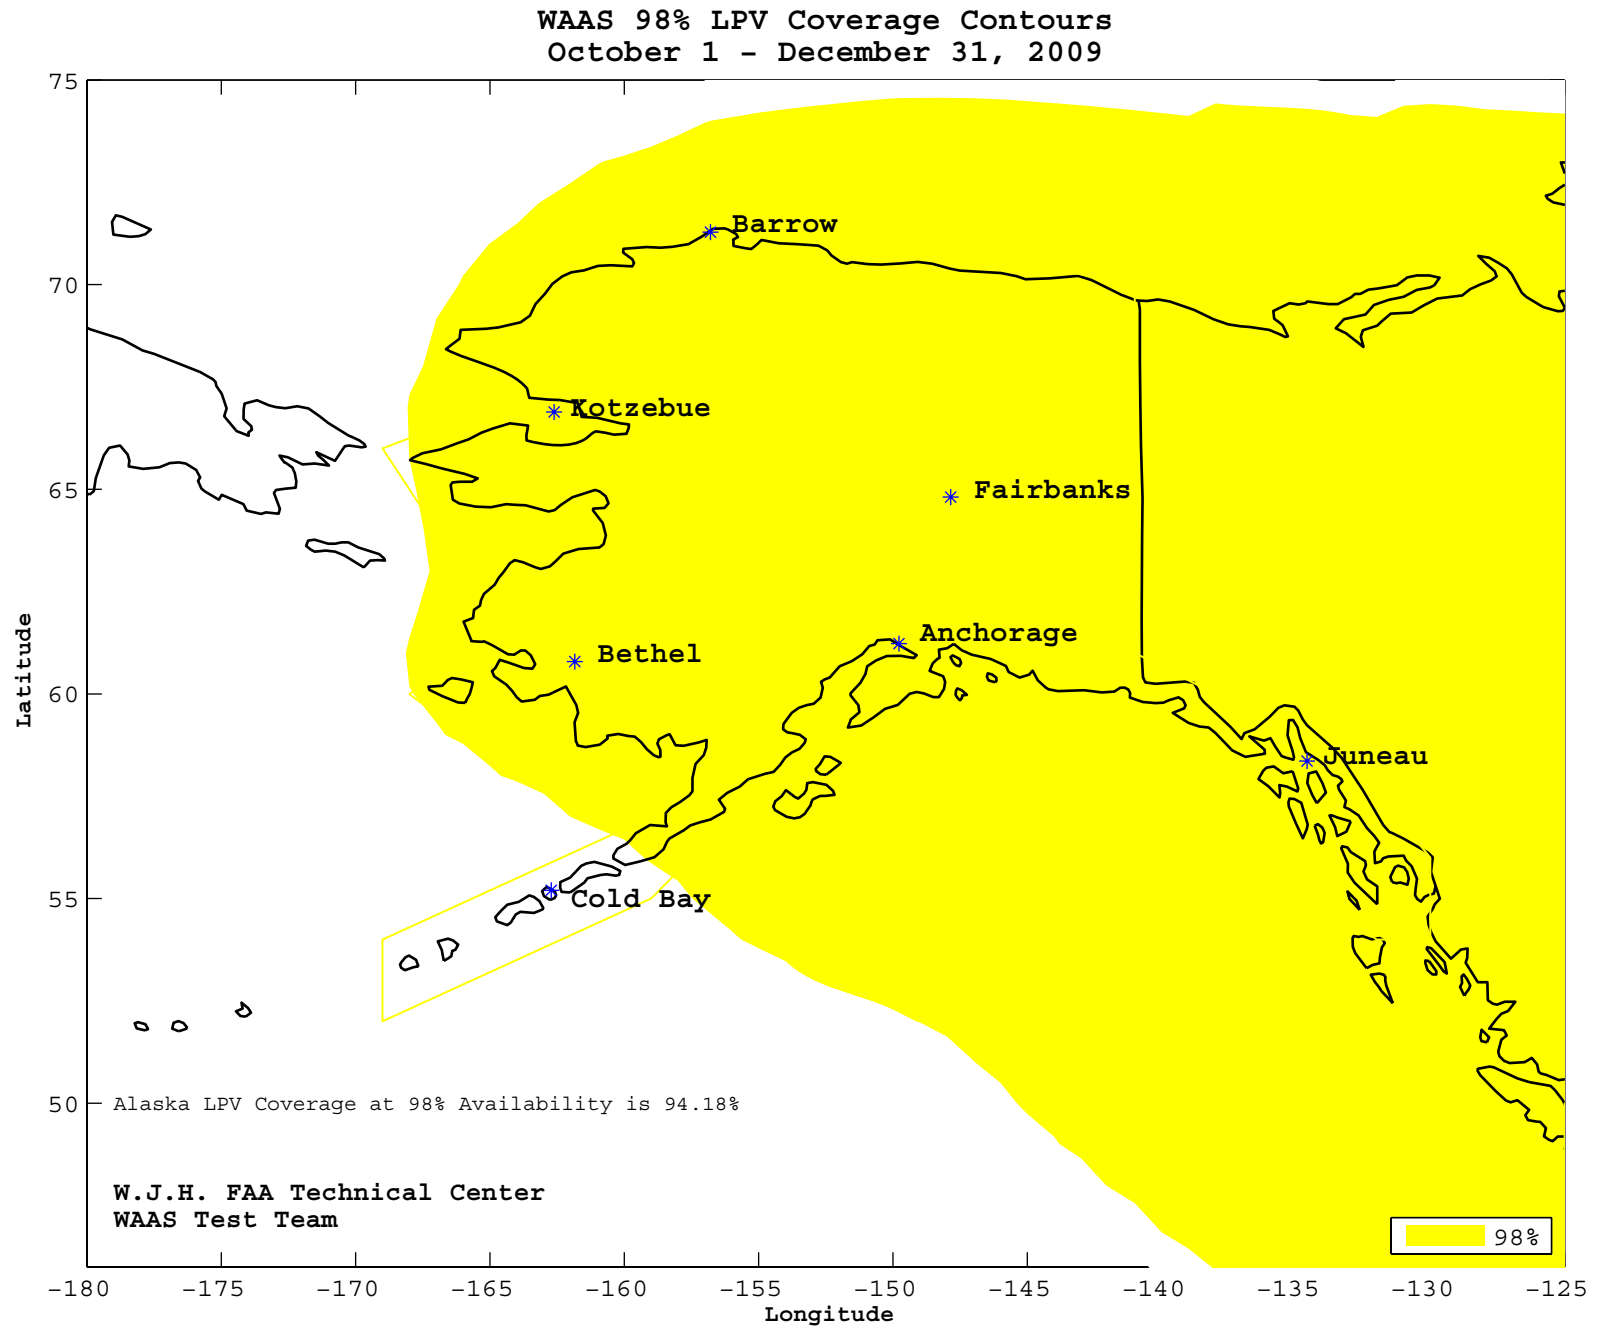 WAAS 98% LPV Coverage Contours
October 1 - December 31, 2009
75
70
65
60
55
50
Latitude
Barrow
Kotzebue
Fairbanks
Anchorage
Bethel
Juneau
Cold Bay
Alaska LPV Coverage at 98% Availability is 94.18%
W.J.H. FAA Technical Center
WAAS Test Team
98%
-180 -175 -170 -165 -160 -155 -150 -145 -140 -135 -130 -125
Longitude